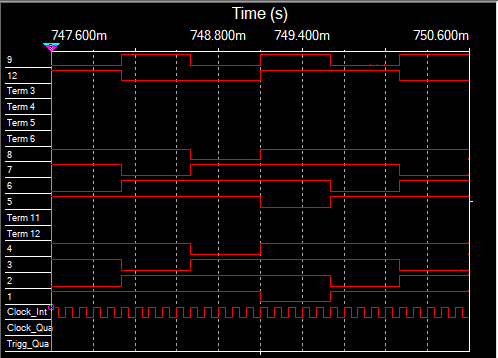 Time (s)
747.600m 748.800m 749.400m 750.600m
9
12
Term 3
Term 4
Term 5
Term 6
8
7
6
5
Term 11
Term 12
4
3
2
1
Clock_Int
Clock_Qua
Trigg_Qua